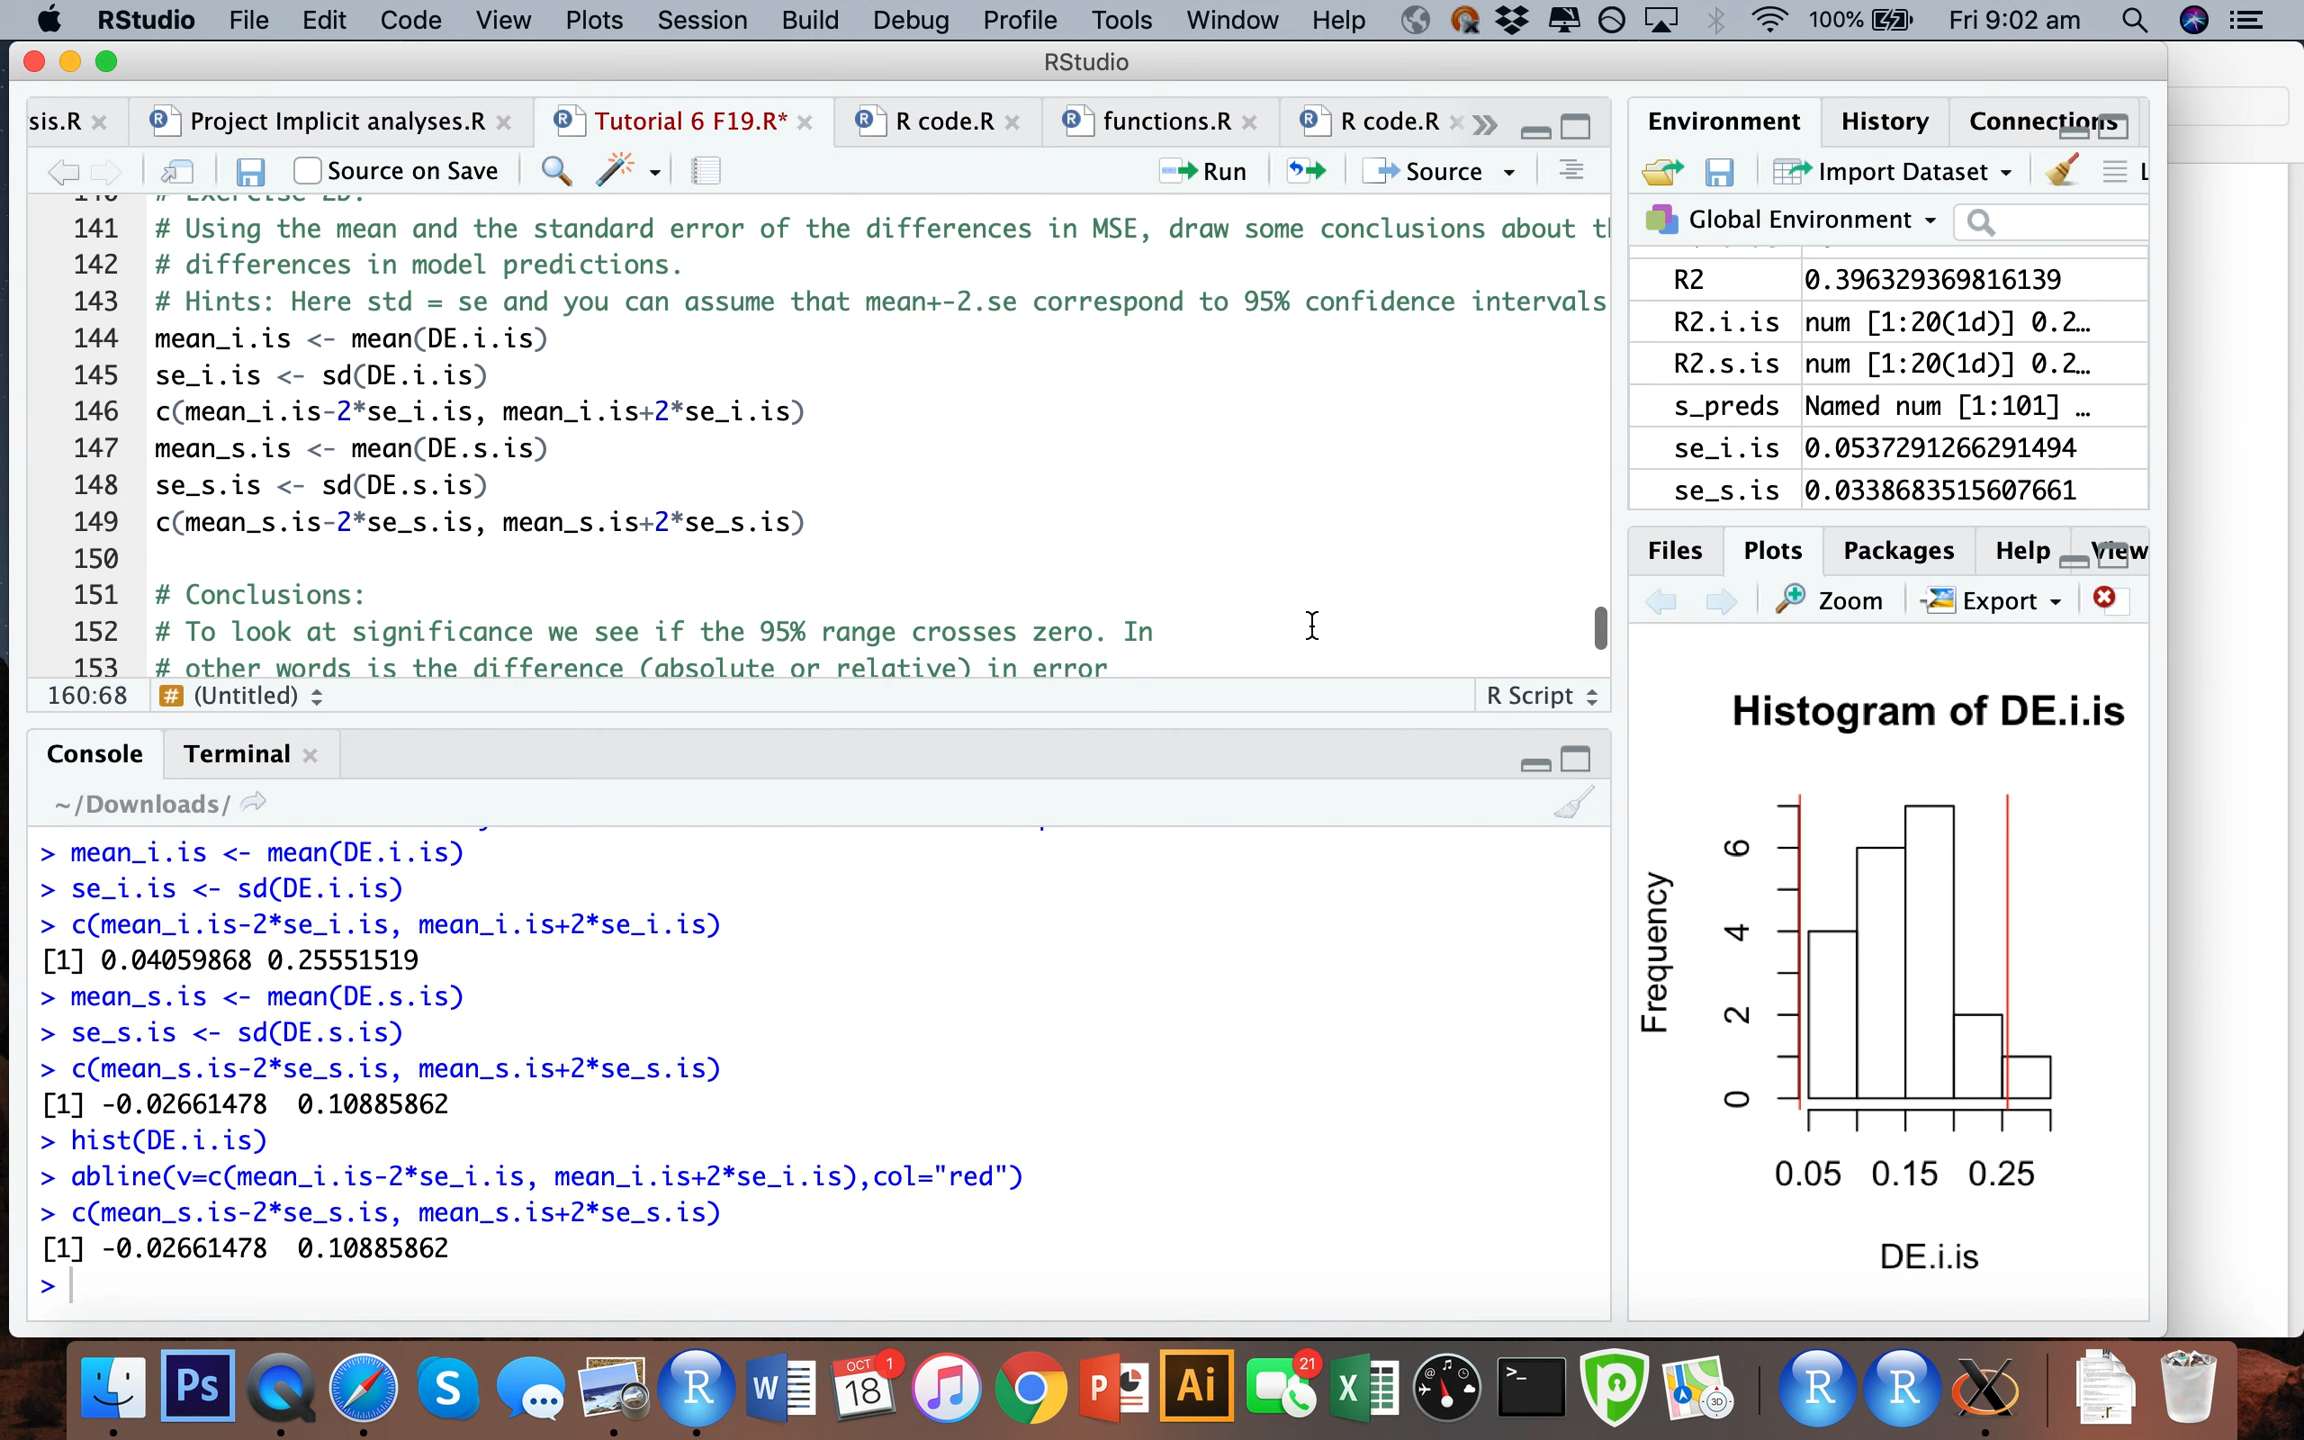 RStudio File Edit Code View Plots Session Build Debug Profile Tools Window Help 100% Fri 9:02 am
RStudio
sis.R Project Implicit analyses.R Tutorial 6 F19.R* R code.R functions.R R code.R
Source on Save Run Source
141 # Using the mean and the standard error of the differences in MSE, draw some conclusions about t
142 # differences in model predictions.
143 # Hints: Here std = se and you can assume that mean+-2.se correspond to 95% confidence intervals
144 mean_i.is <- mean(DE.i.is)
145 se_i.is <- sd(DE.i.is)
146 c(mean_i.is-2*se_i.is, mean_i.is+2*se_i.is)
147 mean_s.is <- mean(DE.s.is)
148 se_s.is <- sd(DE.s.is)
149 c(mean_s.is-2*se_s.is, mean_s.is+2*se_s.is)
150
151 # Conclusions:
152 # To look at significance we see if the 95% range crosses zero. In
153 # other words is the difference (absolute or relative) in error
160:68 # (Untitled) R Script
Console Terminal
~/Downloads/
> mean_i.is <- mean(DE.i.is)
> se_i.is <- sd(DE.i.is)
> c(mean_i.is-2*se_i.is, mean_i.is+2*se_i.is)
[1] 0.04059868 0.25551519
> mean_s.is <- mean(DE.s.is)
> se_s.is <- sd(DE.s.is)
> c(mean_s.is-2*se_s.is, mean_s.is+2*se_s.is)
[1] -0.02661478 0.10885862
> hist(DE.i.is)
> abline(v=c(mean_i.is-2*se_i.is, mean_i.is+2*se_i.is),col="red")
> c(mean_s.is-2*se_s.is, mean_s.is+2*se_s.is)
[1] -0.02661478 0.10885862
>
Environment History Connections
Import Dataset L
Global Environment
R2 0.396329369816139
R2.i.is num [1:20(1d)] 0.2…
R2.s.is num [1:20(1d)] 0.2…
s_preds Named num [1:101] …
se_i.is 0.0537291266291494
se_s.is 0.0338683515607661
Files Plots Packages Help View
Zoom Export
Histogram of DE.i.is
Frequency
6
4
2
0
0.05 0.15 0.25
DE.i.is
Ps S R W OCT 18 1 P Ai 21 X >_ 3D R R X